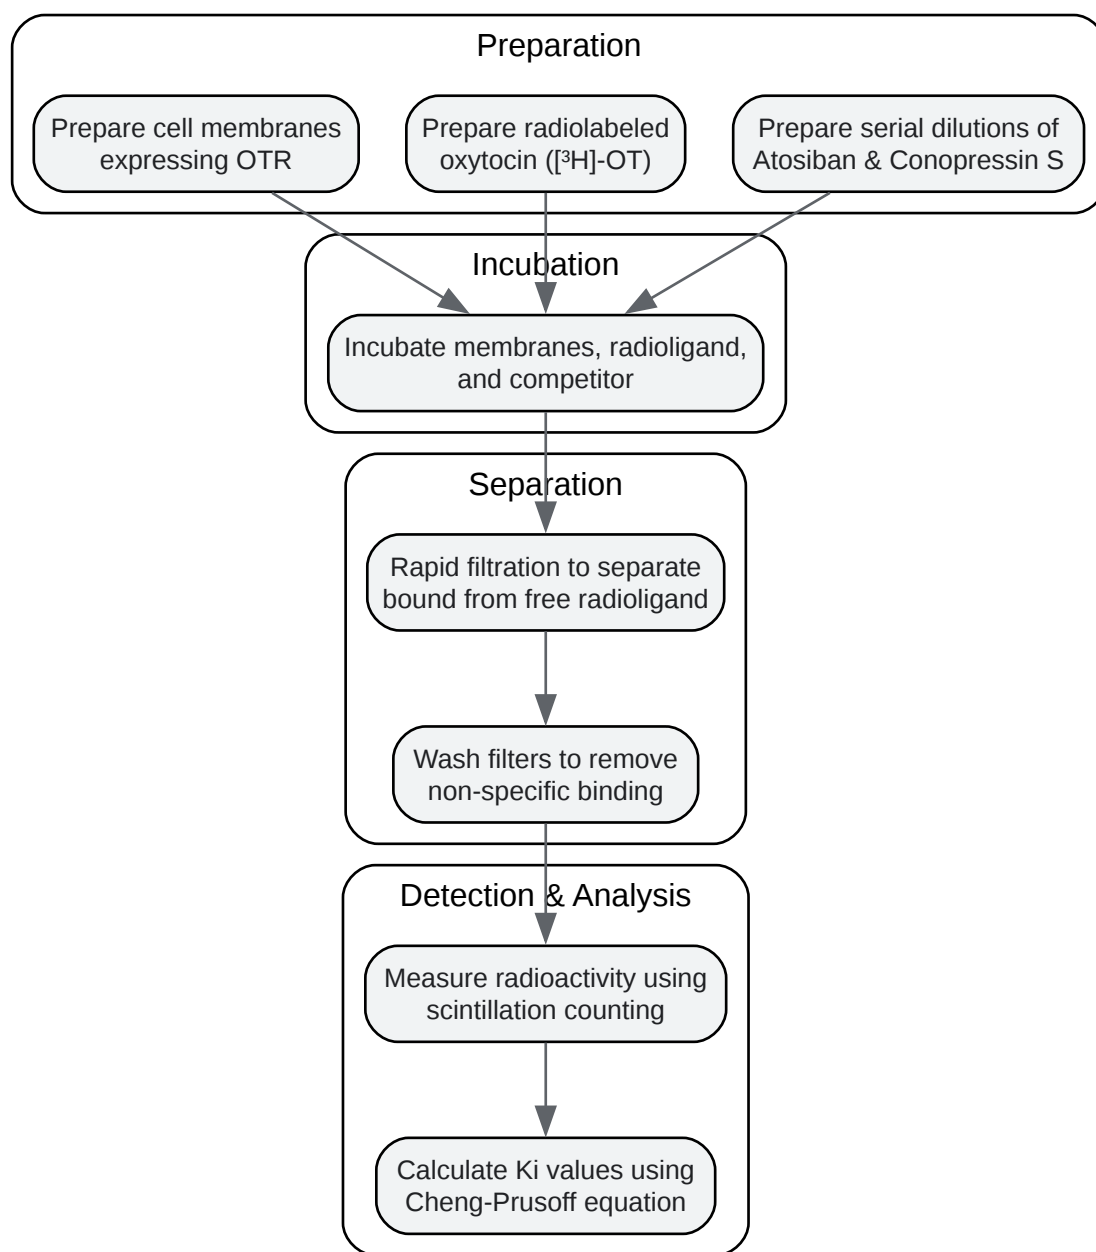 Preparation
Prepare cell membranes
expressing OTR
Prepare radiolabeled
oxytocin ([³H]-OT)
Prepare serial dilutions of
Atosiban & Conopressin S
Incubation
Incubate membranes, radioligand,
and competitor
Separation
Rapid filtration to separate
bound from free radioligand
Wash filters to remove
non-specific binding
Detection & Analysis
Measure radioactivity using
scintillation counting
Calculate Ki values using
Cheng-Prusoff equation